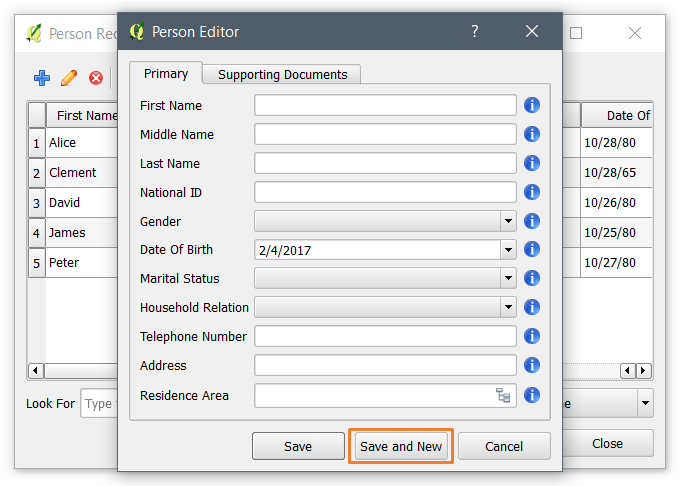 Person Rec
Person Editor
?
Primary
Supporting Documents
First Name
Date Of
1 Alice 10/28/80
2 Clement 10/28/65
3 David 10/26/80
4 James 10/25/80
5 Peter 10/27/80
First Name
Middle Name
Last Name
National ID
Gender
Date Of Birth 2/4/2017
Marital Status
Household Relation
Telephone Number
Address
Residence Area
Look For Type
Save
Save and New
Cancel
Close